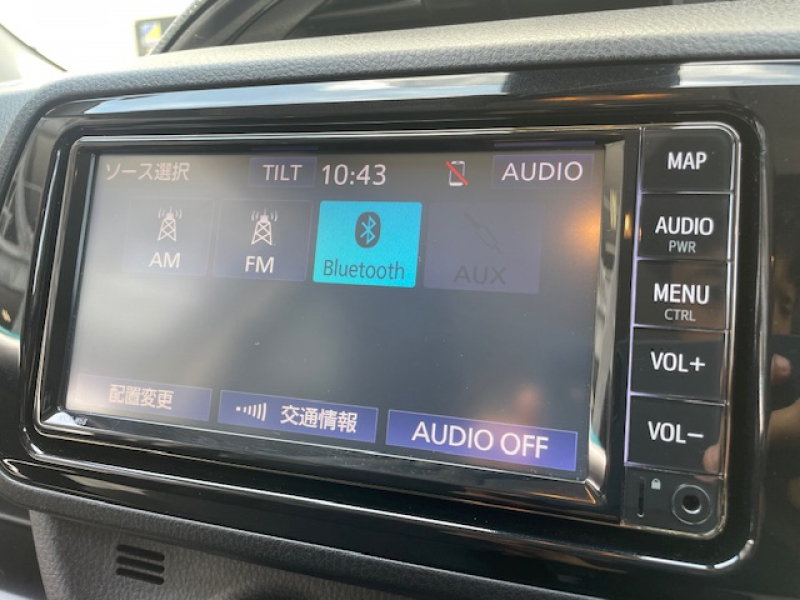 ソース選択 TILT 10:43 AUDIO
AM FM Bluetooth AUX
配置変更 交通情報 AUDIO OFF
MAP
AUDIO
PWR
MENU
CTRL
VOL+
VOL-